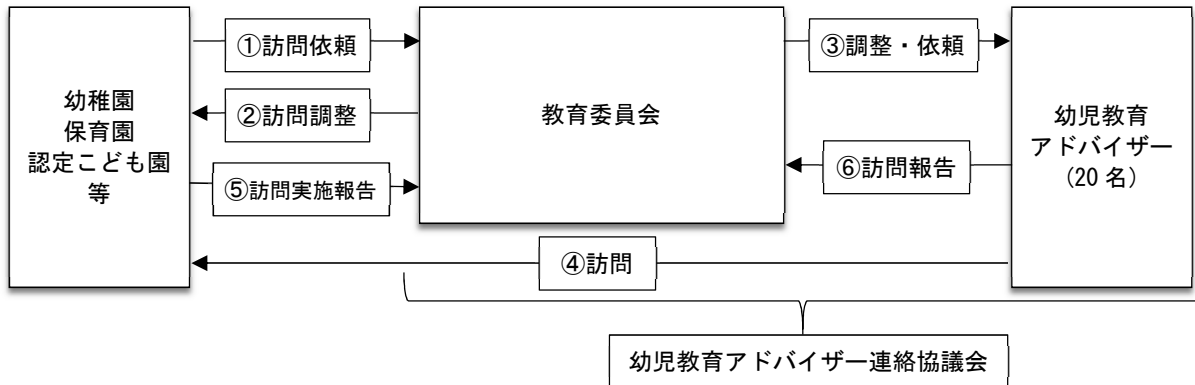 ①訪問依頼
③調整・依頼
幼稚園
保育園
認定こども園
等
②訪問調整
教育委員会
幼児教育
アドバイザー
（20 名）
⑤訪問実施報告
⑥訪問報告
④訪問
幼児教育アドバイザー連絡協議会